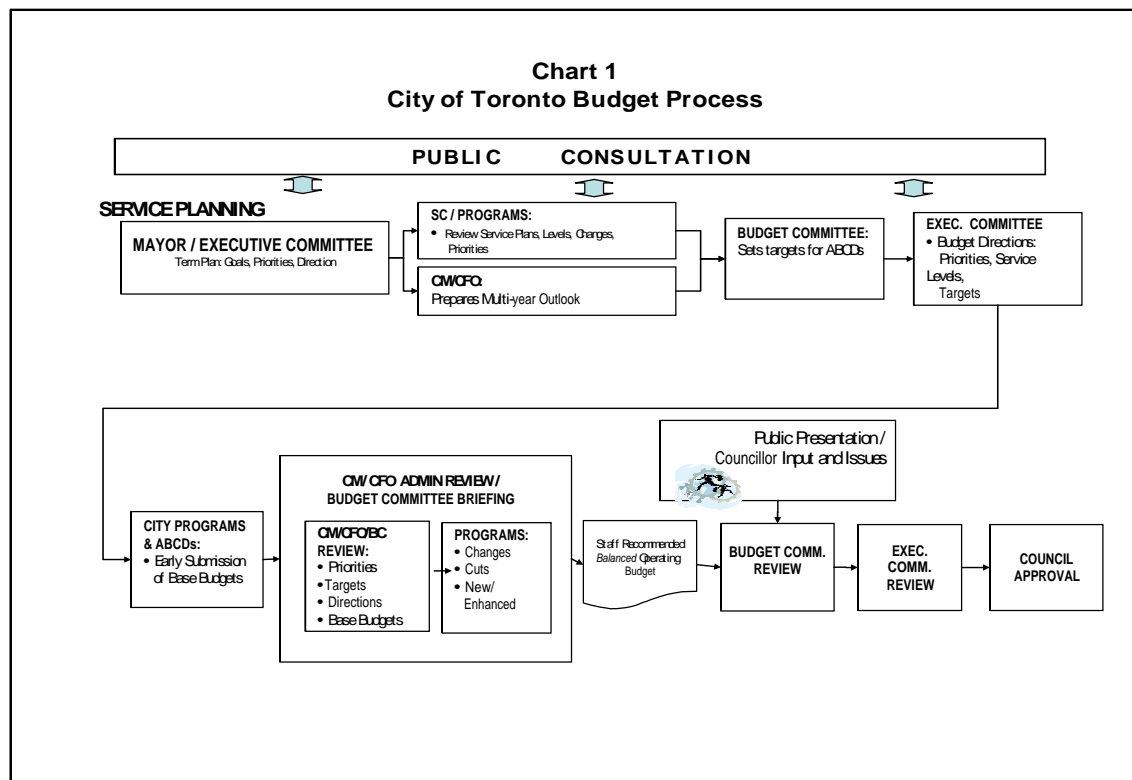 Chart 1
City of Toronto Budget Process
PUBLIC CONSULTATION
SERVICE PLANNING
MAYOR / EXECUTIVE COMMITTEE
Term Plan: Goals, Priorities, Direction
SC / PROGRAMS:
• Review Service Plans, Levels, Changes,
Priorities
CM/CFO:
Prepares Multi-year Outlook
BUDGET COMMITTEE:
Sets targets for ABCDs
EXEC. COMMITTEE
• Budget Directions:
Priorities, Service
Levels,
Targets
Public Presentation /
Councillor Input and Issues
CITY PROGRAMS
& ABCDs:
• Early Submission
of Base Budgets
CM/CFO ADMIN REVIEW /
BUDGET COMMITTEE BRIEFING
CM/CFO/BC
REVIEW:
• Priorities
• Targets
• Directions
• Base Budgets
PROGRAMS:
• Changes
• Cuts
• New/
Enhanced
Staff Recommended
Balanced Operating
Budget
BUDGET COMM.
REVIEW
EXEC.
COMM.
REVIEW
COUNCIL
APPROVAL